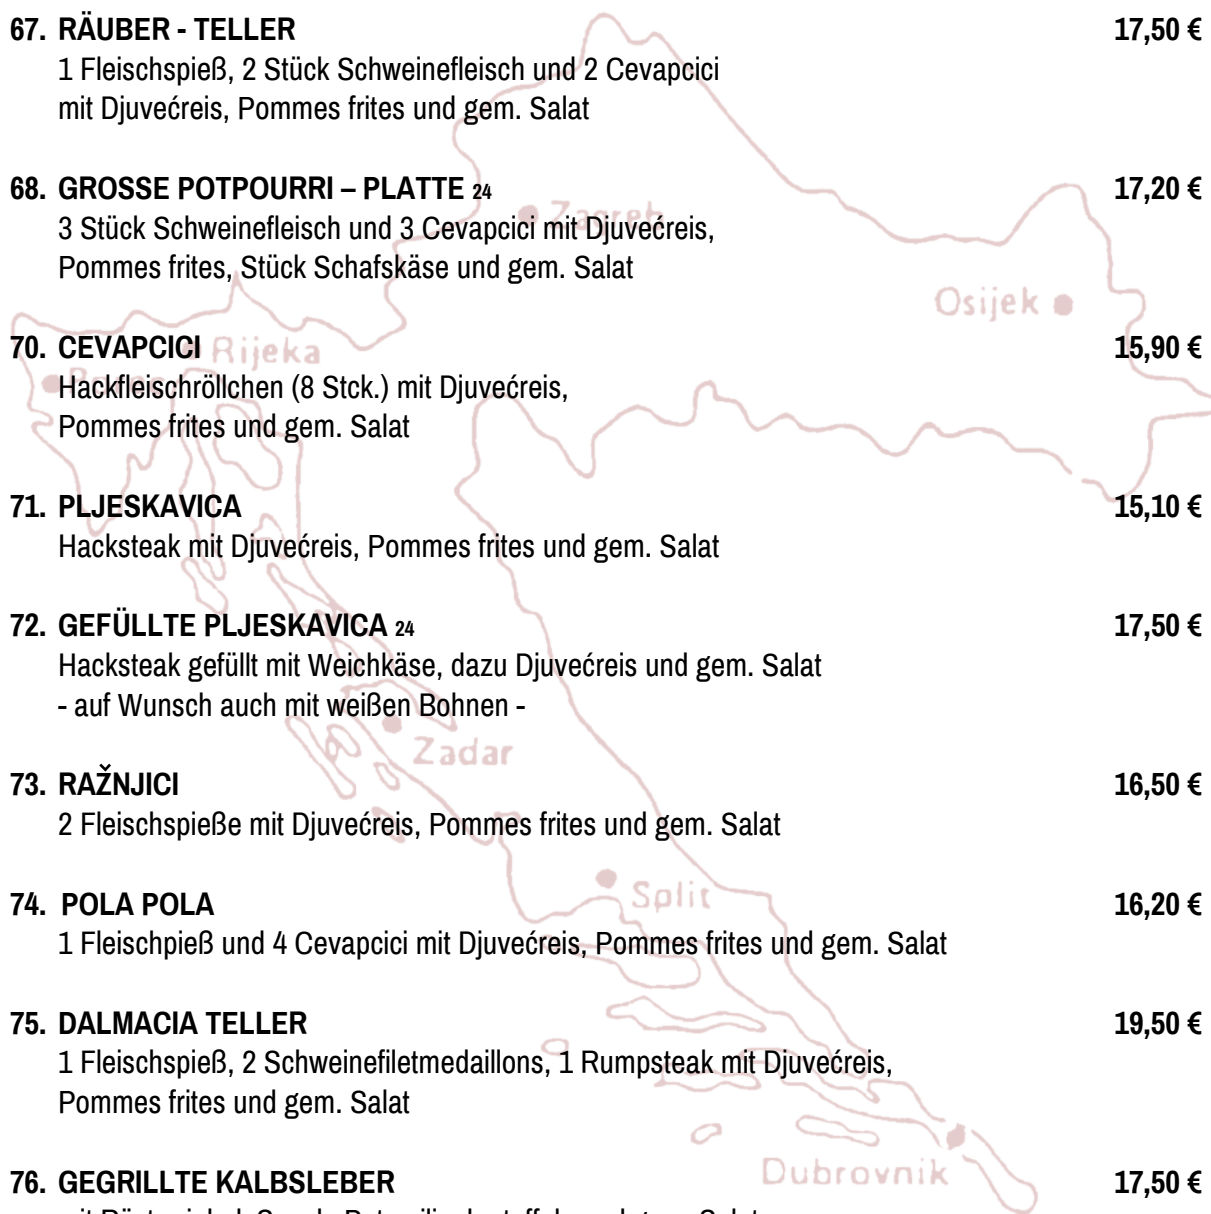 67. RÄUBER - TELLER 17,50 €
1 Fleischspieß, 2 Stück Schweinefleisch und 2 Cevapcici
mit Djuvećreis, Pommes frites und gem. Salat
68. GROSSE POTPOURRI – PLATTE 24 17,20 €
3 Stück Schweinefleisch und 3 Cevapcici mit Djuvećreis,
Zagreb
Pommes frites, Stück Schafskäse und gem. Salat
Osijek
70. CEVAPCICI 15,90 €
Rijeka
Hackfleischröllchen (8 Stck.) mit Djuvećreis,
Pommes frites und gem. Salat
71. PLJESKAVICA 15,10 €
Hacksteak mit Djuvećreis, Pommes frites und gem. Salat
72. GEFÜLLTE PLJESKAVICA 24 17,50 €
Hacksteak gefüllt mit Weichkäse, dazu Djuvećreis und gem. Salat
- auf Wunsch auch mit weißen Bohnen -
Zadar
73. RAŽNJICI 16,50 €
2 Fleischspieße mit Djuvećreis, Pommes frites und gem. Salat
Split
74. POLA POLA 16,20 €
1 Fleischpieß und 4 Cevapcici mit Djuvećreis, Pommes frites und gem. Salat
75. DALMACIA TELLER 19,50 €
1 Fleischspieß, 2 Schweinefiletmedaillons, 1 Rumpsteak mit Djuvećreis,
Pommes frites und gem. Salat
Dubrovnik
76. GEGRILLTE KALBSLEBER 17,50 €